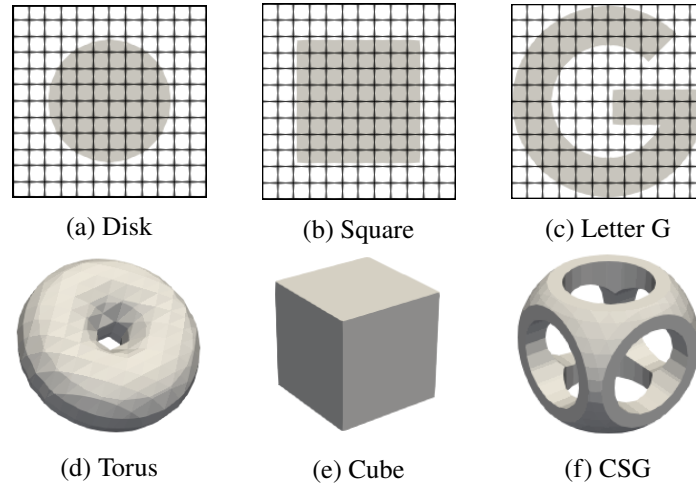 (a) Disk
(b) Square
(c) Letter G
(d) Torus
(e) Cube
(f) CSG